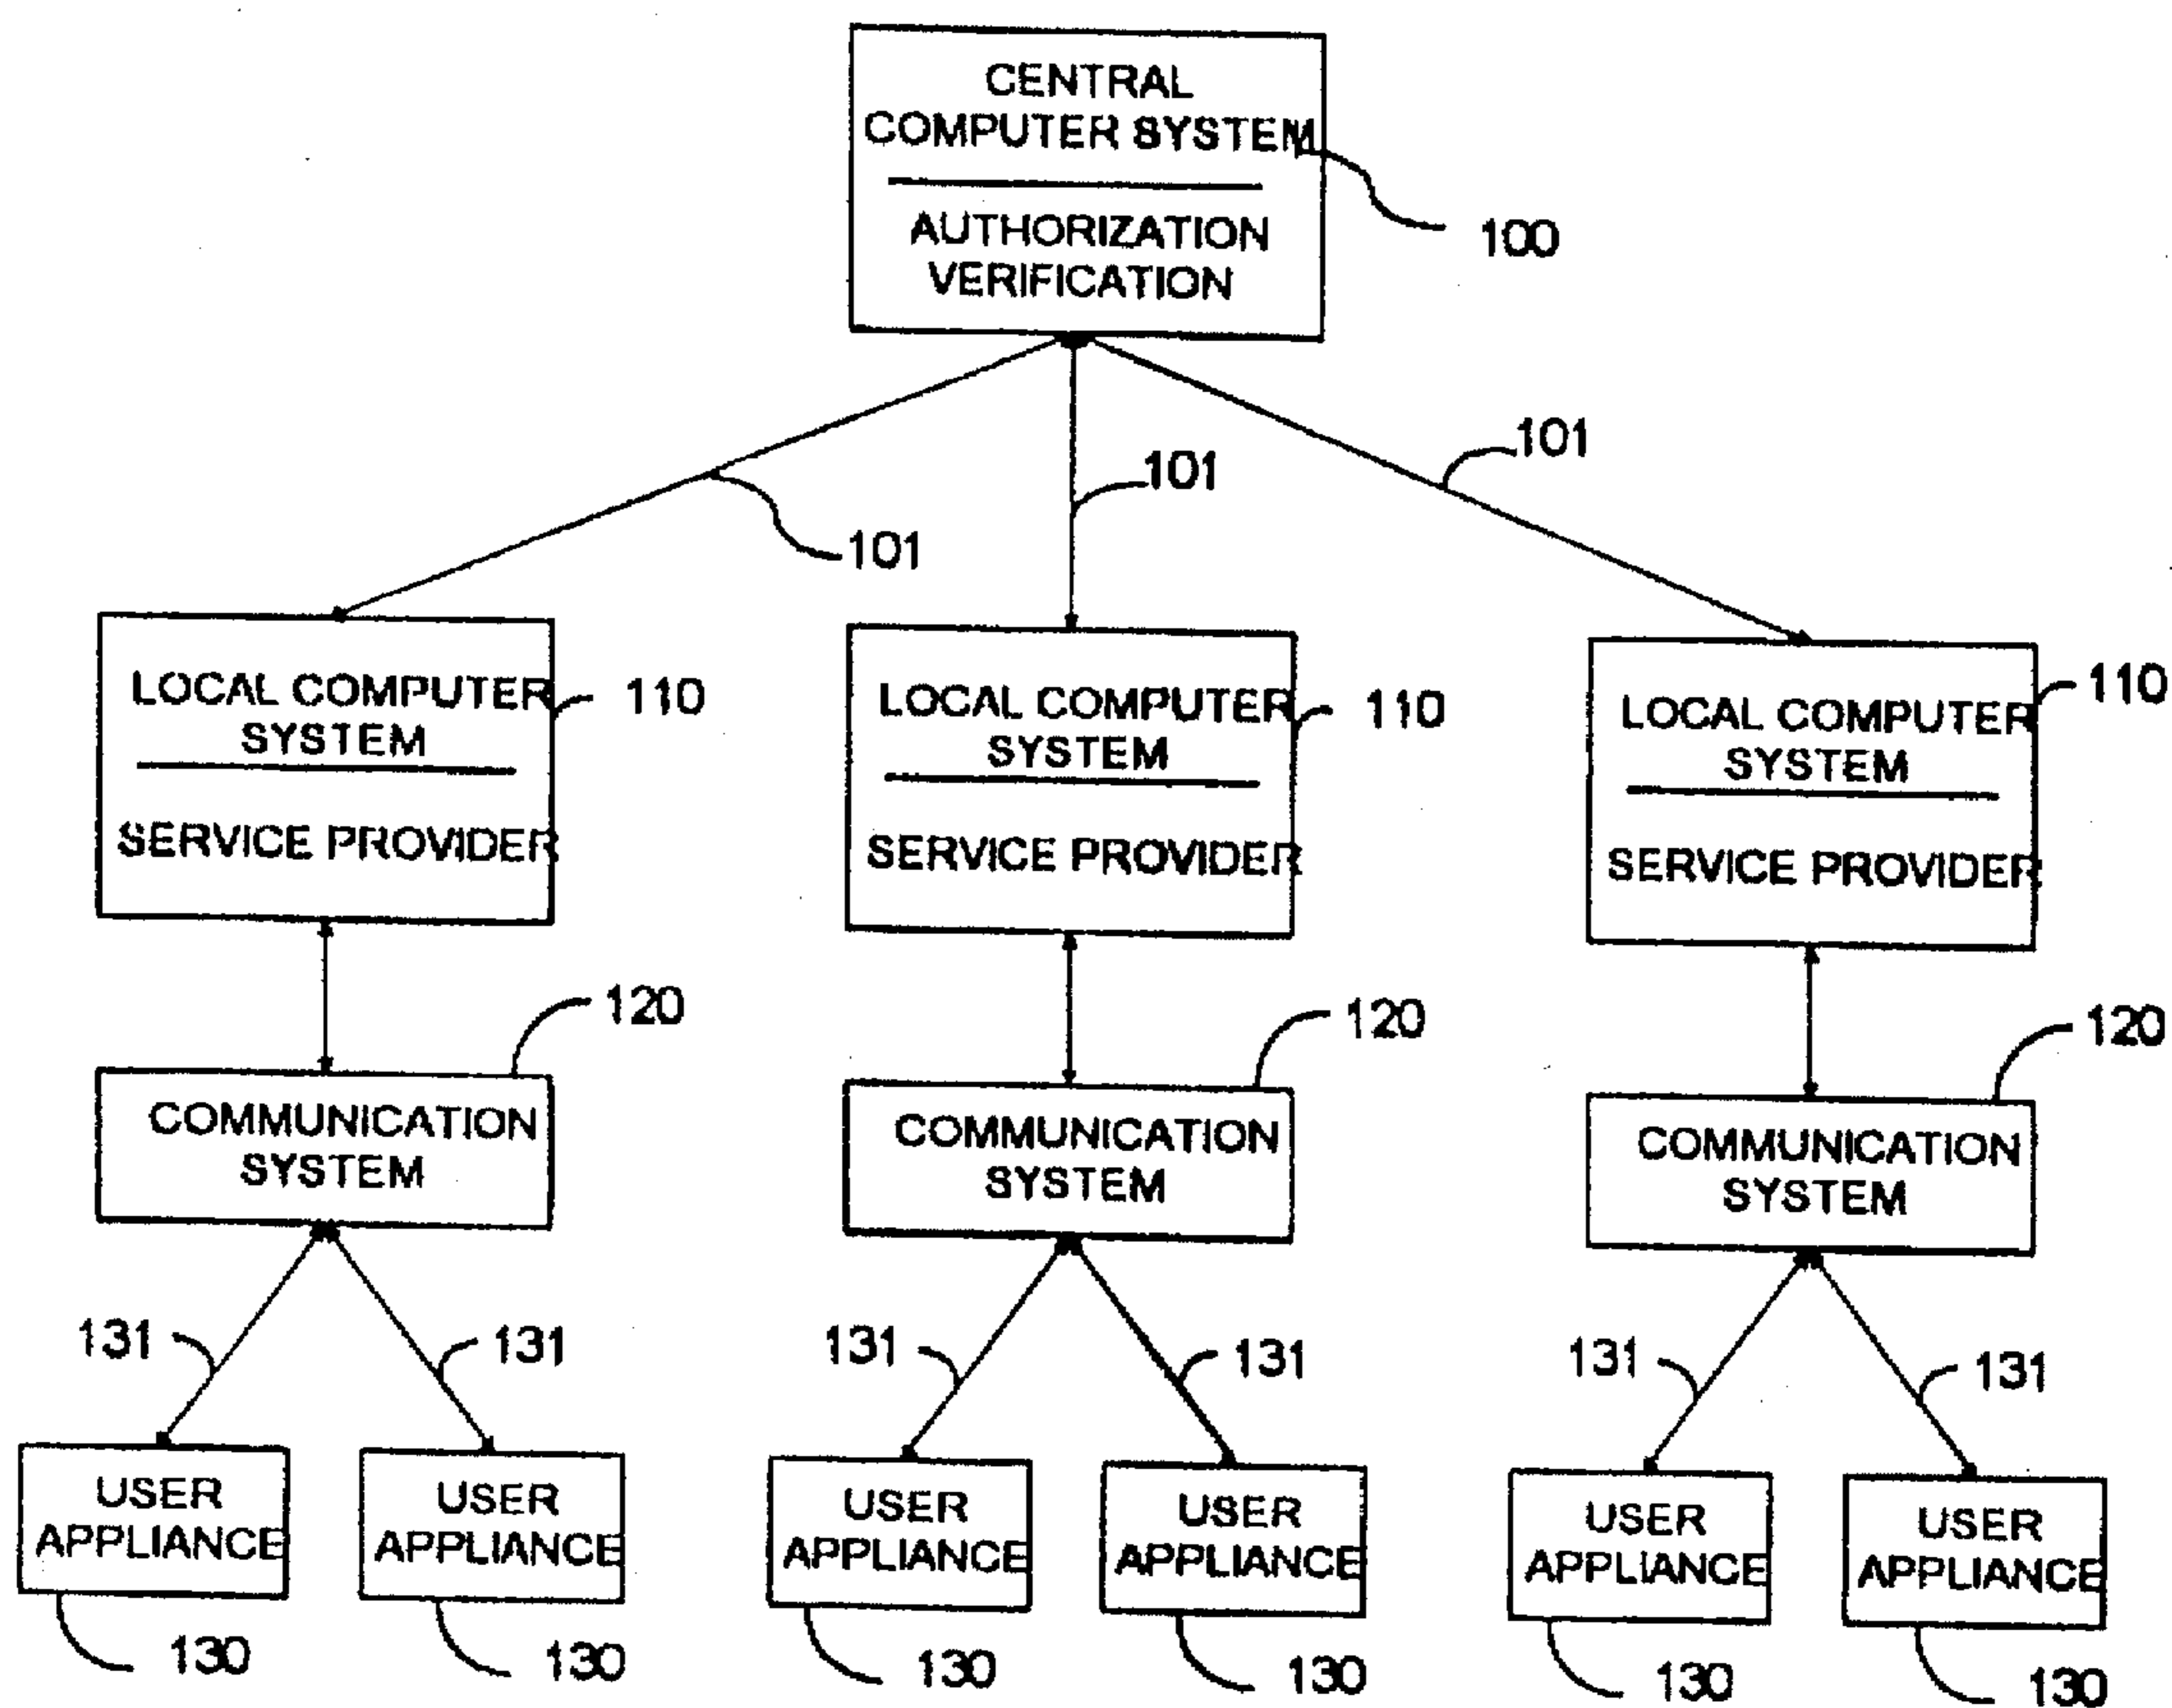 CENTRAL
COMPUTER SYSTEM
AUTHORIZATION
VERIFICATION
100
101
101
101
LOCAL COMPUTER
SYSTEM
SERVICE PROVIDER
110
LOCAL COMPUTER
SYSTEM
SERVICE PROVIDER
110
LOCAL COMPUTER
SYSTEM
SERVICE PROVIDER
110
120
120
120
COMMUNICATION
SYSTEM
COMMUNICATION
SYSTEM
COMMUNICATION
SYSTEM
131
131
131
131
131
131
USER
APPLIANCE
USER
APPLIANCE
USER
APPLIANCE
USER
APPLIANCE
USER
APPLIANCE
USER
APPLIANCE
130
130
130
130
130
130